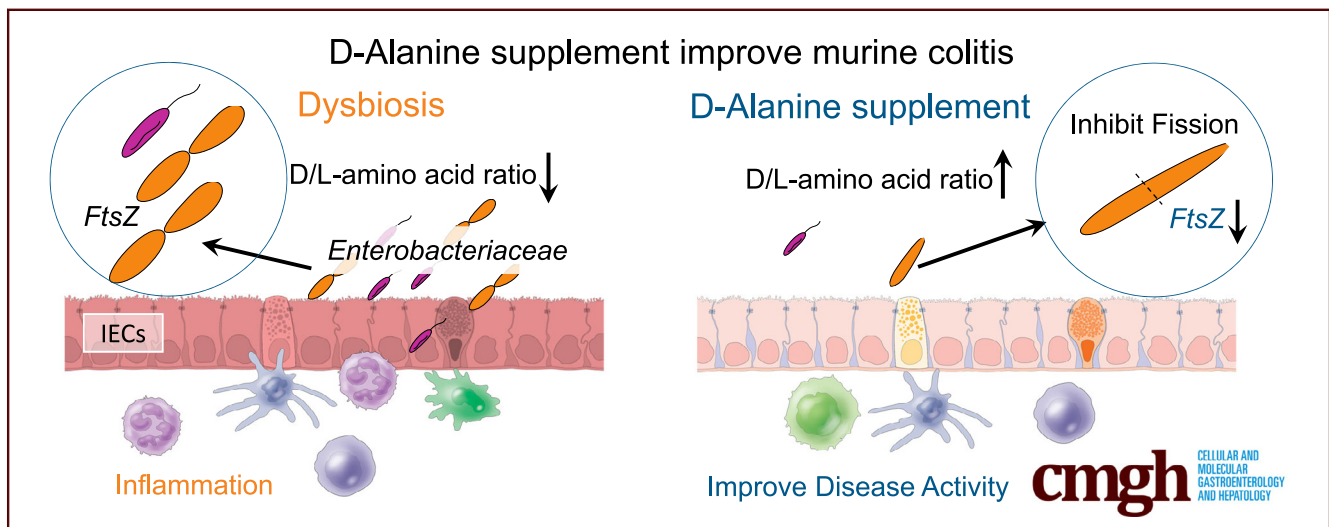 D-Alanine supplement improve murine colitis
Dysbiosis
D/L-amino acid ratio
FtsZ
Enterobacteriaceae
IECs
Inflammation
D-Alanine supplement
D/L-amino acid ratio
Inhibit Fission
FtsZ
Improve Disease Activity
cmgh
CELLULAR AND
MOLECULAR
GASTROENTEROLOGY
AND HEPATOLOGY